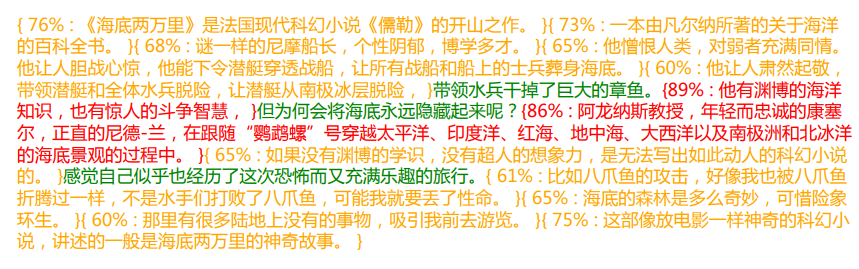 { 76% : 《海底两万里》是法国现代科幻小说《儒勒》的开山之作。 }{ 73% : 一本由凡尔纳所著的关于海洋
的百科全书。 }{ 68% : 谜一样的尼摩船长，个性阴郁，博学多才。 }{ 65% : 他憎恨人类，对弱者充满同情。
他让人胆战心惊，他能下令潜艇穿透战船，让所有战船和船上的士兵葬身海底。 }{ 60% : 他让人肃然起敬，
带领潜艇和全体水兵脱险，让潜艇从南极冰层脱险， }带领水兵干掉了巨大的章鱼。{89% : 他有渊博的海洋
知识，也有惊人的斗争智慧， }但为何会将海底永远隐藏起来呢？{86% : 阿龙纳斯教授，年轻而忠诚的康塞
尔，正直的尼德-兰，在跟随“鹦鹉螺”号穿越太平洋、印度洋、红海、地中海、大西洋以及南极洲和北冰洋
的海底景观的过程中。 }{ 65% : 如果没有渊博的学识，没有超人的想象力，是无法写出如此动人的科幻小说
的。 }感觉自己似乎也经历了这次恐怖而又充满乐趣的旅行。{ 61% : 比如八爪鱼的攻击，好像我也被八爪鱼
折腾过一样，不是水手们打败了八爪鱼，可能我就要丢了性命。 }{ 65% : 海底的森林是多么奇妙，可惜险象
环生。 }{ 60% : 那里有很多陆地上没有的事物，吸引我前去游览。 }{ 75% : 这部像放电影一样神奇的科幻小
说，讲述的一般是海底两万里的神奇故事。 }